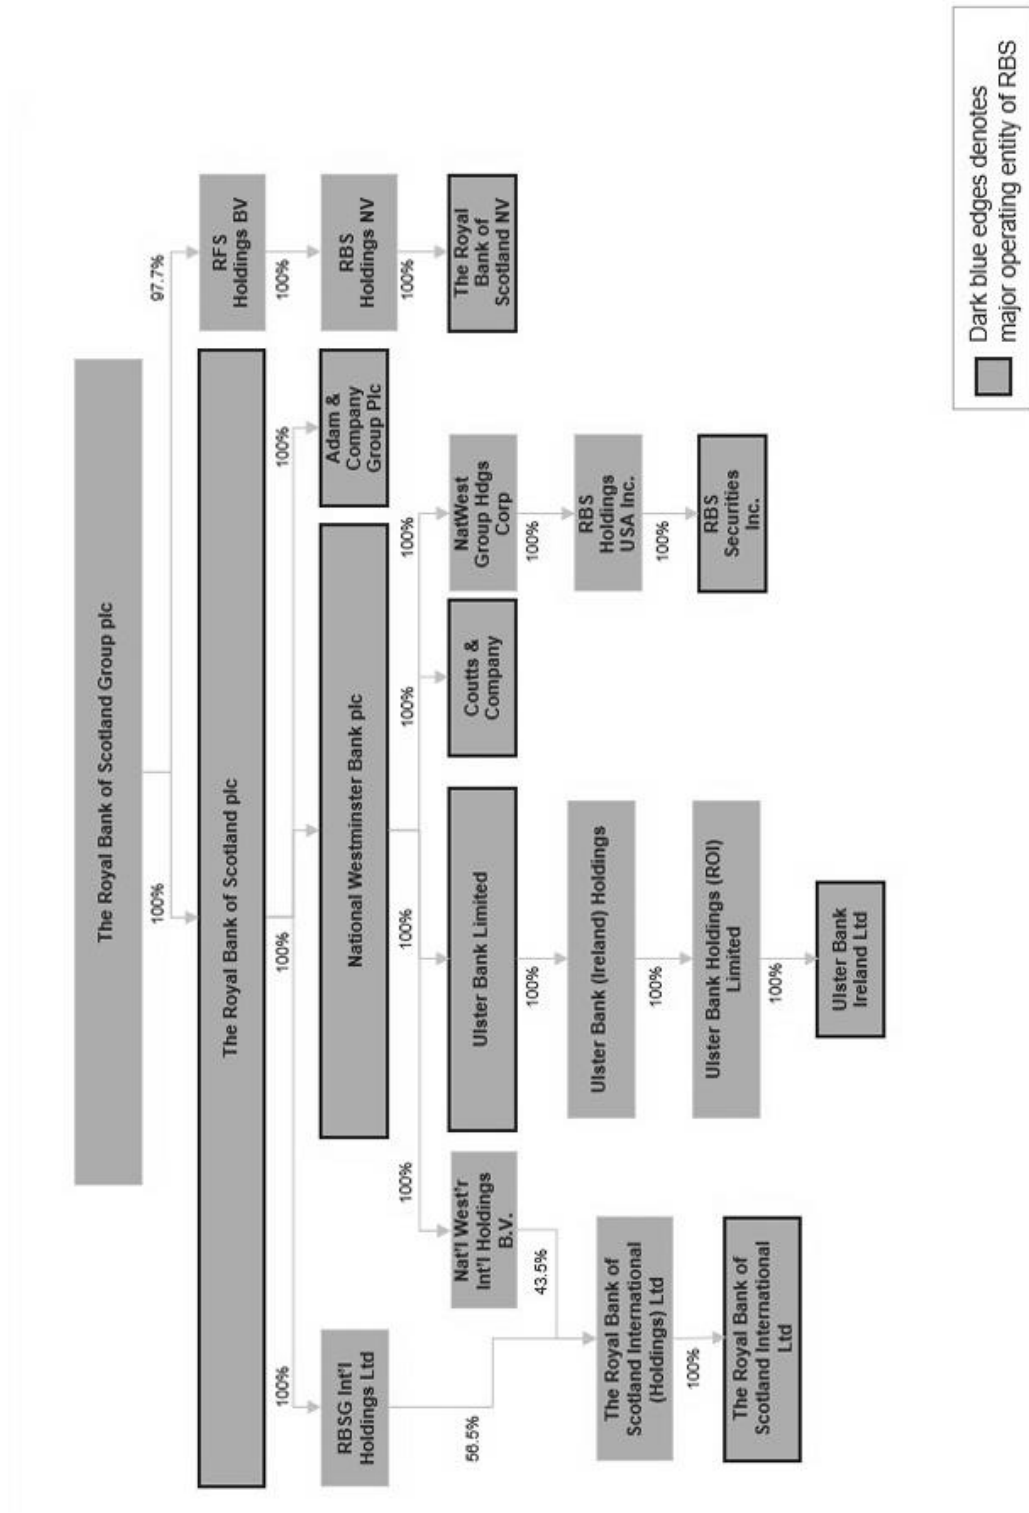 The Royal Bank of Scotland Group plc
100%
97.7%
The Royal Bank of Scotland plc
RFS
Holdings BV
100%
100%
100%
100%
RBSG Int'l
Holdings Ltd
National Westminster Bank plc
Adam &
Company
Group Plc
RBS
Holdings NV
56.5%
100%
100%
100%
100%
100%
Nat'l West'r
Int'l Holdings
B.V.
Ulster Bank Limited
Coutts &
Company
NatWest
Group Hdgs
Corp
The Royal
Bank of
Scotland NV
43.5%
100%
100%
The Royal Bank of
Scotland International
(Holdings) Ltd
Ulster Bank (Ireland) Holdings
RBS
Holdings
USA Inc.
100%
100%
100%
The Royal Bank of
Scotland International
Ltd
Ulster Bank Holdings (ROI)
Limited
RBS
Securities
Inc.
100%
Ulster Bank
Ireland Ltd
Dark blue edges denotes
major operating entity of RBS